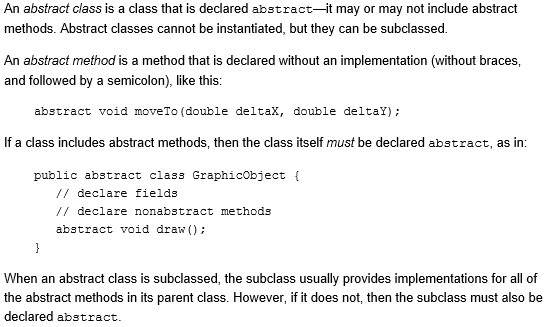 An abstract class is a class that is declared abstract—it may or may not include abstract
methods. Abstract classes cannot be instantiated, but they can be subclassed.
An abstract method is a method that is declared without an implementation (without braces,
and followed by a semicolon), like this:
abstract void moveTo(double deltaX, double deltaY);
If a class includes abstract methods, then the class itself must be declared abstract, as in:
public abstract class GraphicObject {
// declare fields
// declare nonabstract methods
abstract void draw();
}
When an abstract class is subclassed, the subclass usually provides implementations for all of
the abstract methods in its parent class. However, if it does not, then the subclass must also be
declared abstract.